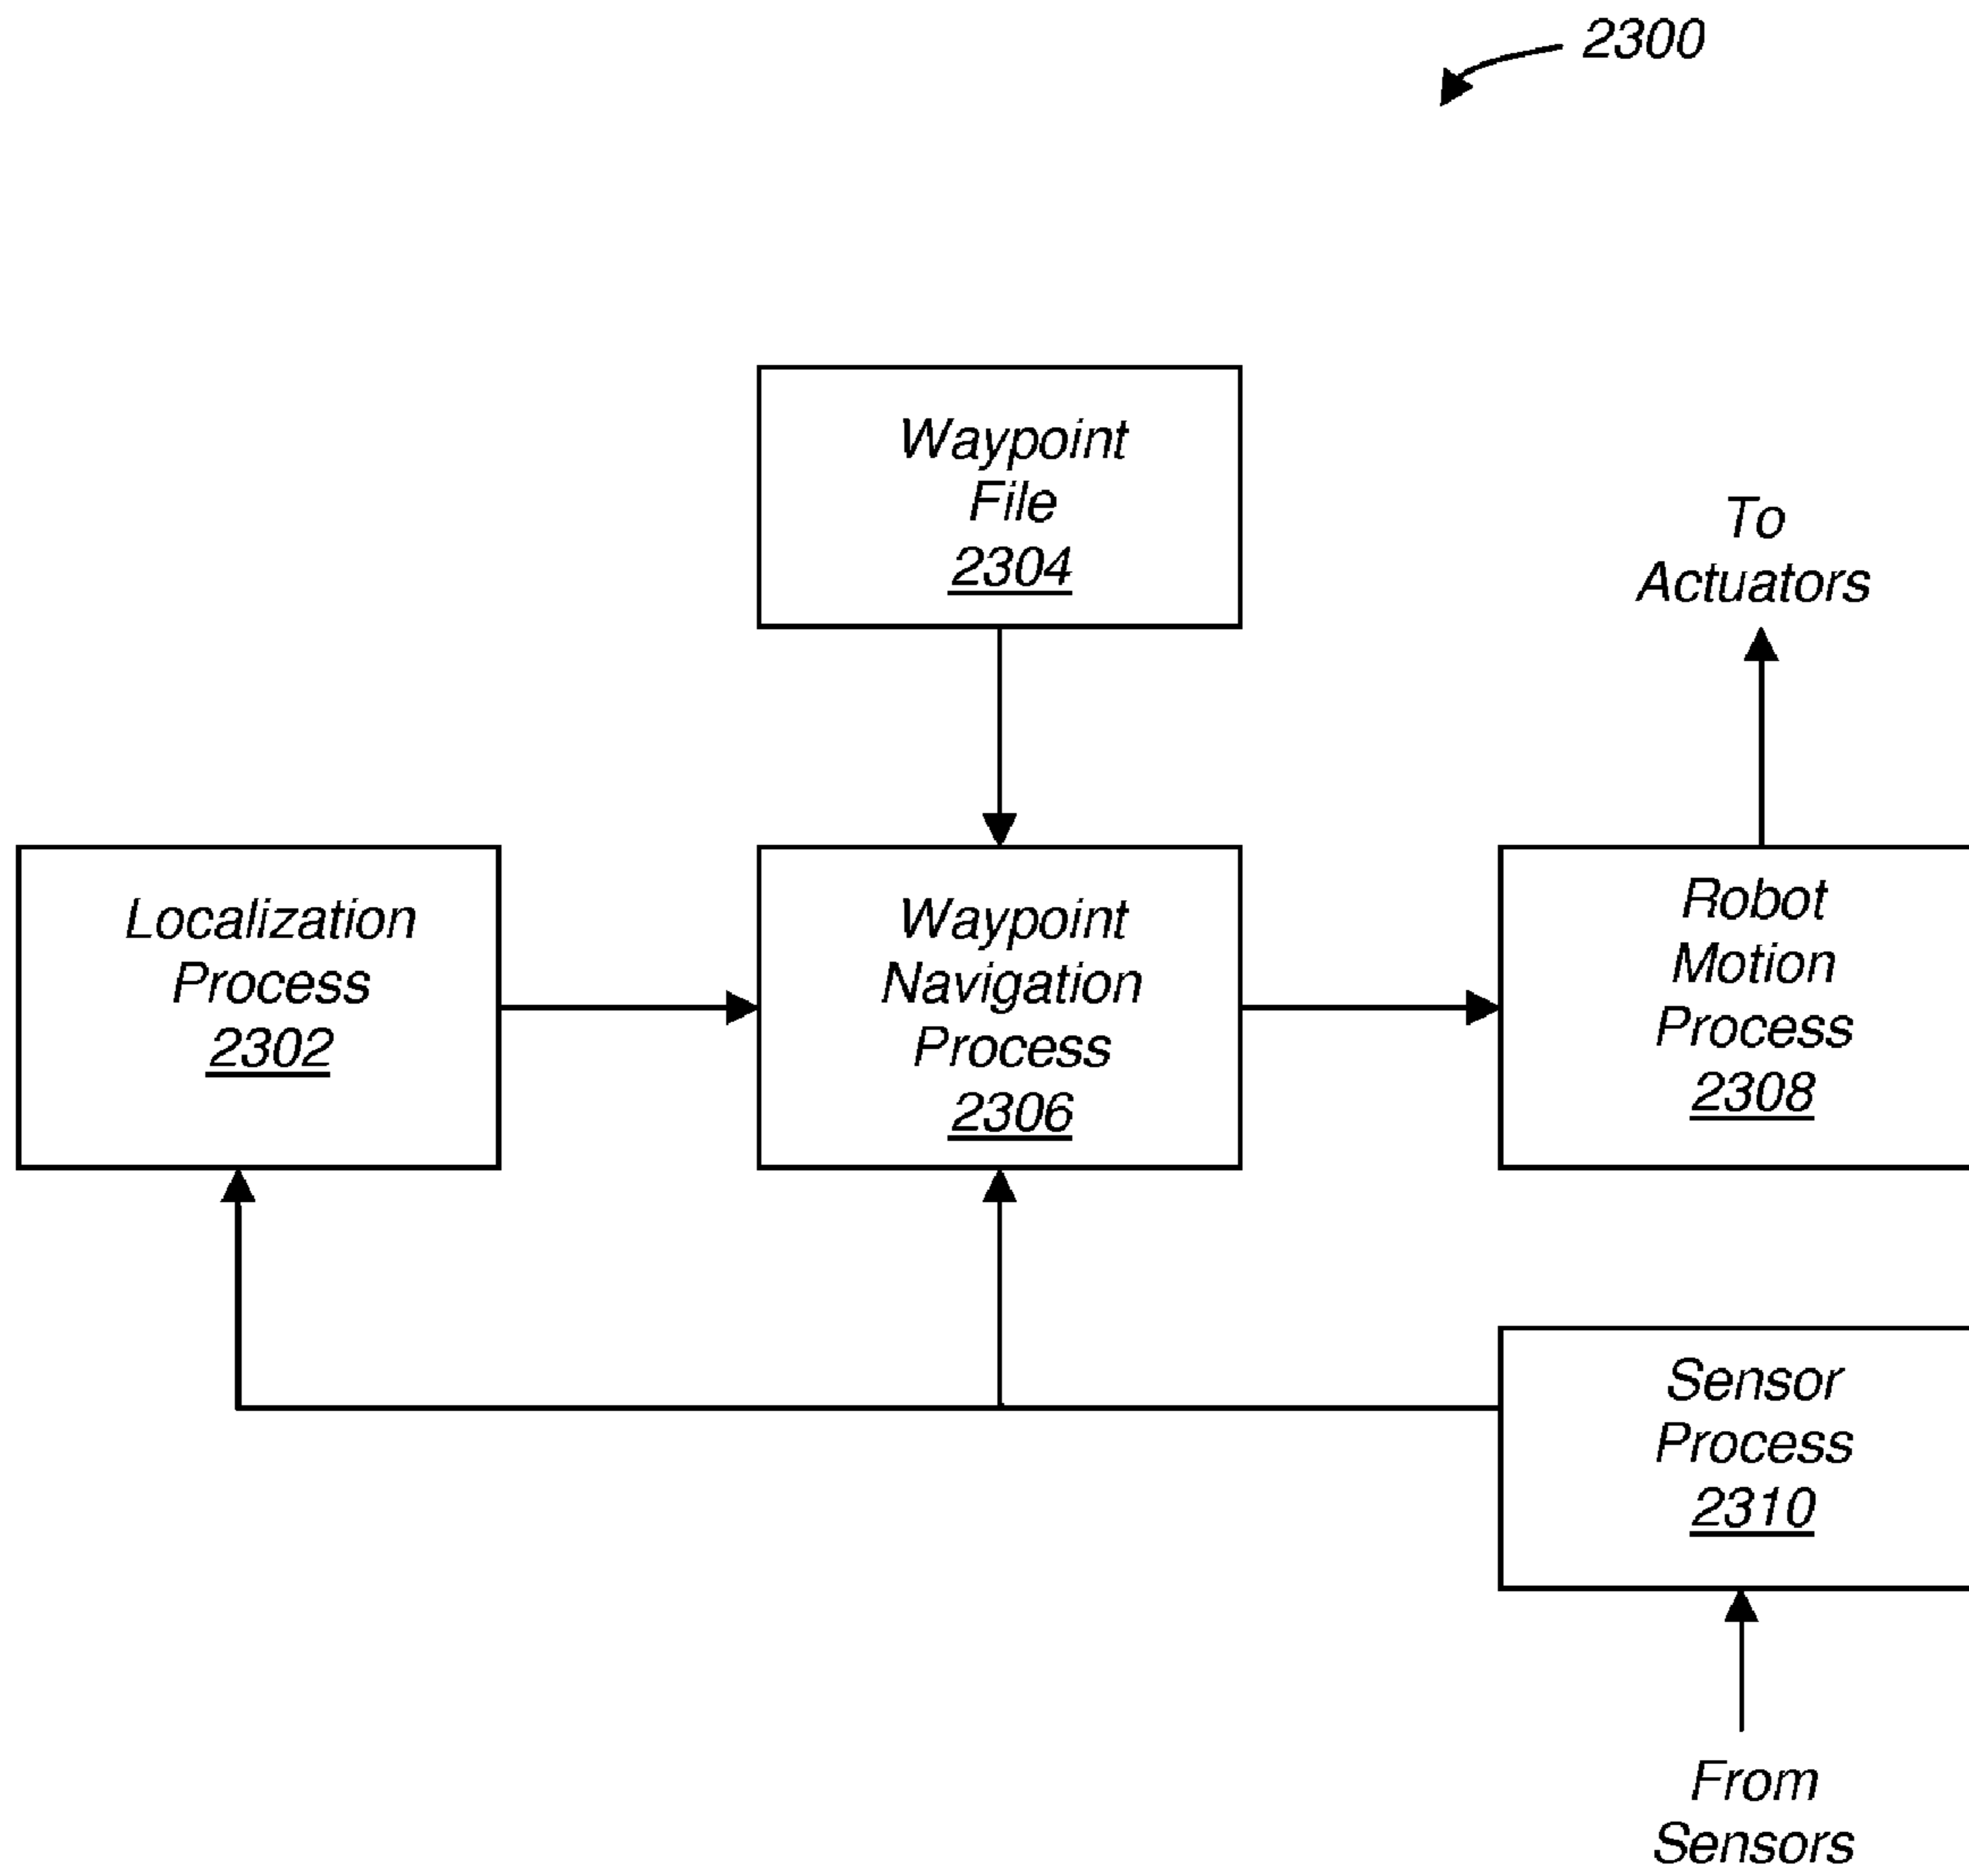 2300
Waypoint
File
2304
To
Actuators
Localization
Process
2302
Waypoint
Navigation
Process
2306
Robot
Motion
Process
2308
Sensor
Process
2310
From
Sensors